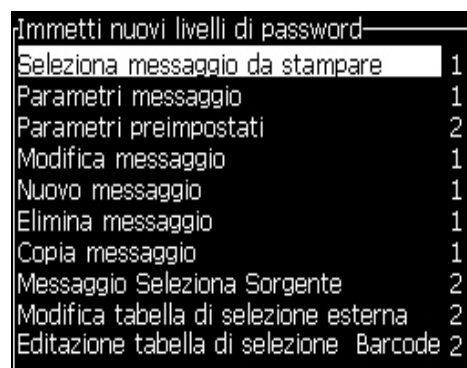 Immetti nuovi livelli di password
Seleziona messaggio da stampare 1
Parametri messaggio 1
Parametri preimpostati 2
Modifica messaggio 1
Nuovo messaggio 1
Elimina messaggio 1
Copia messaggio 1
Messaggio Seleziona Sorgente 2
Modifica tabella di selezione esterna 2
Editazione tabella di selezione Barcode 2